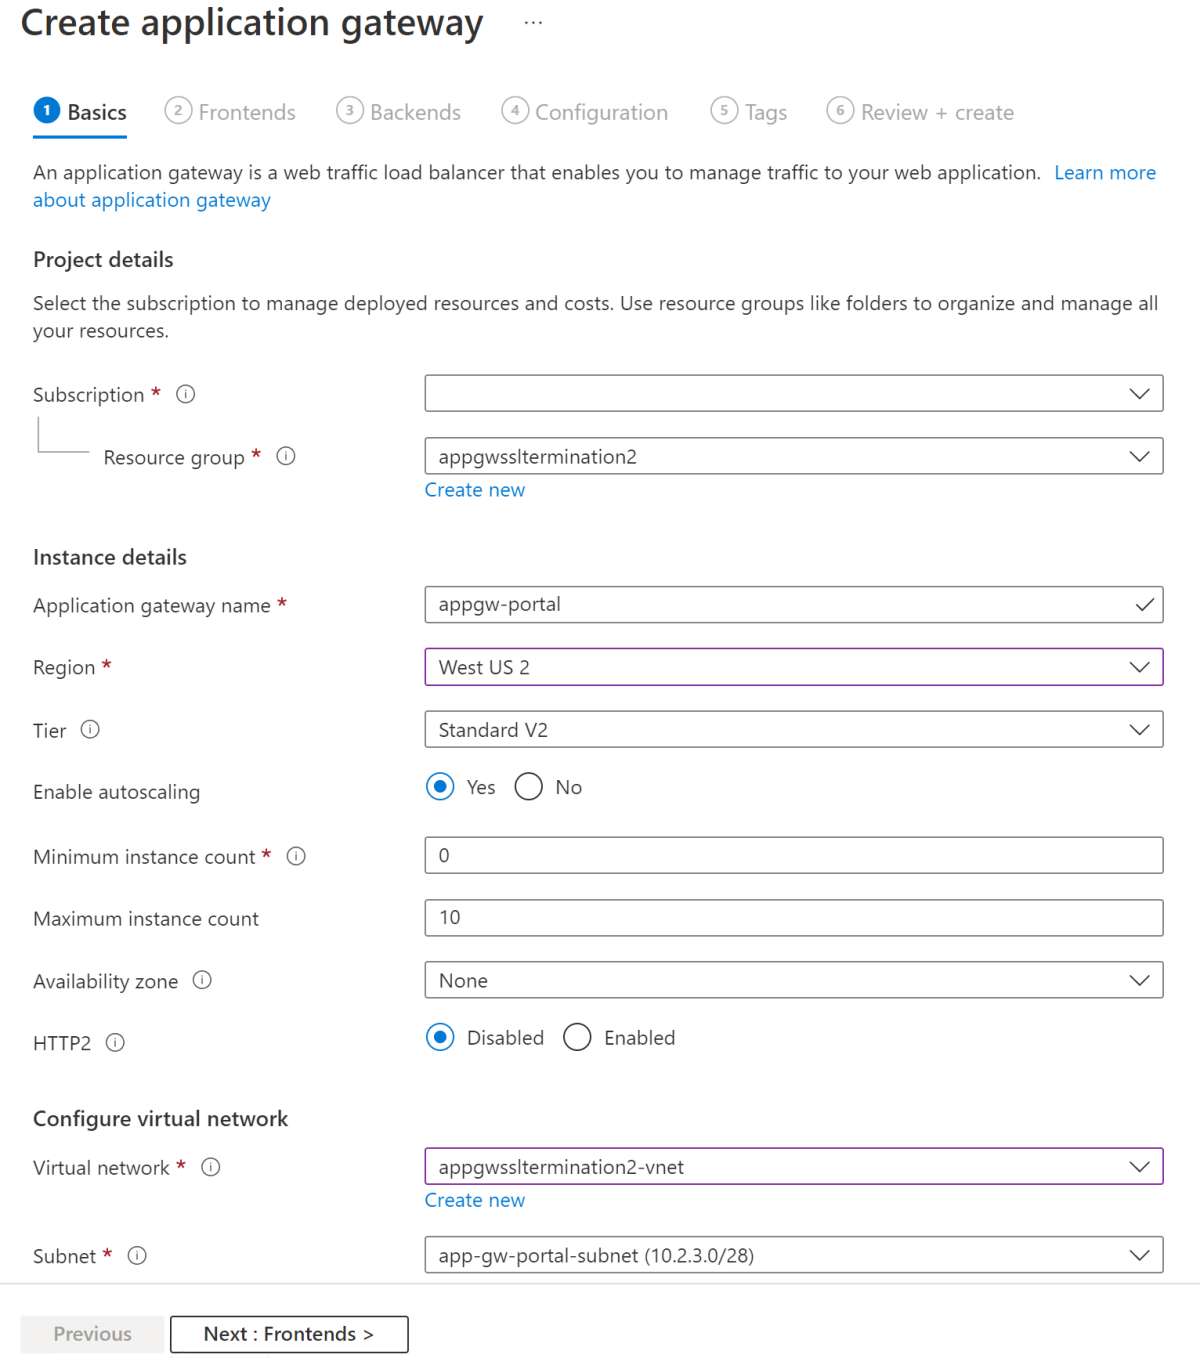 Create application gateway ...
1 Basics 2 Frontends 3 Backends 4 Configuration 5 Tags 6 Review + create
An application gateway is a web traffic load balancer that enables you to manage traffic to your web application. Learn more
about application gateway
Project details
Select the subscription to manage deployed resources and costs. Use resource groups like folders to organize and manage all
your resources.
Subscription *
Resource group * appgwssltermination2
Create new
Instance details
Application gateway name * appgw-portal
Region * West US 2
Tier Standard V2
Enable autoscaling Yes No
Minimum instance count * 0
Maximum instance count 10
Availability zone None
HTTP2 Disabled Enabled
Configure virtual network
Virtual network * appgwssltermination2-vnet
Create new
Subnet * app-gw-portal-subnet (10.2.3.0/28)
Previous Next : Frontends >